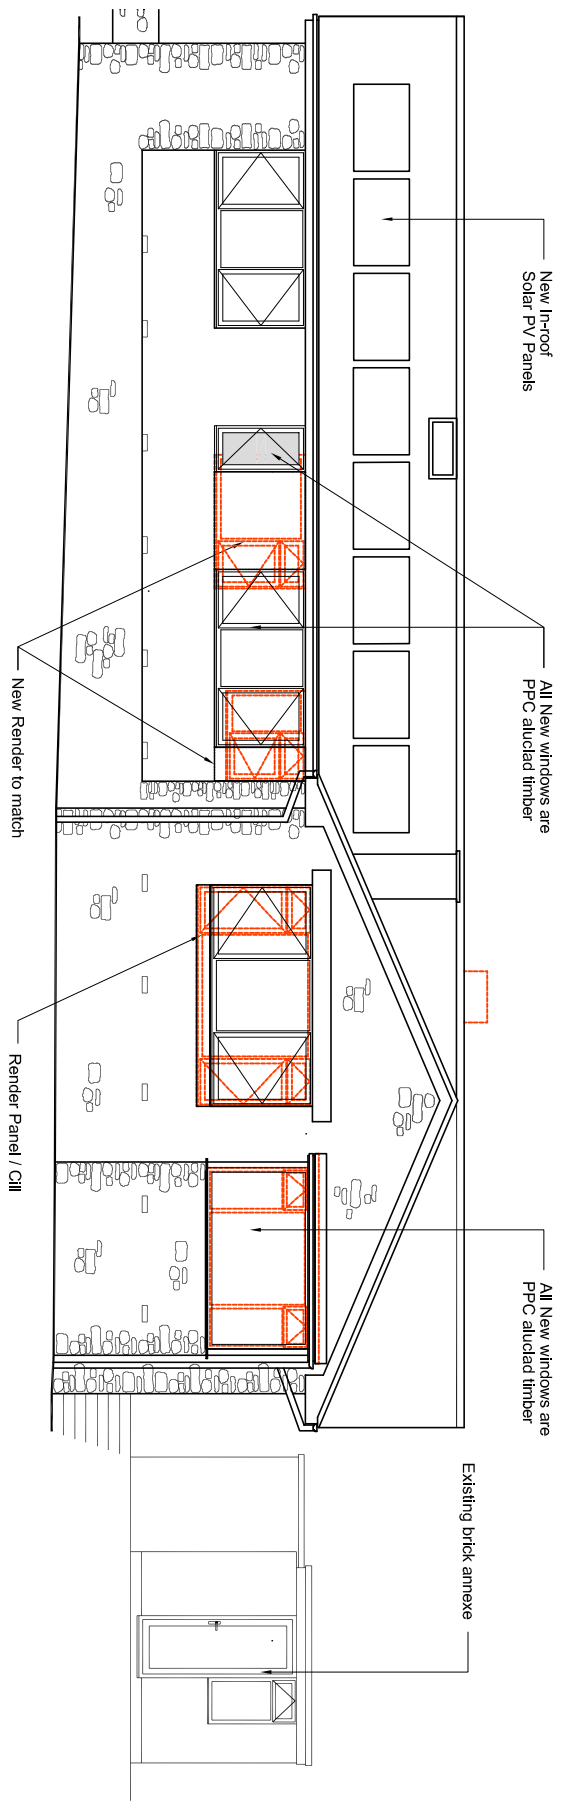 New In-roof
Solar PV Panels
All New windows are
PPC aluclad timber
All New windows are
PPC aluclad timber
Existing brick annexe
New Render to match
Render Panel / Cill